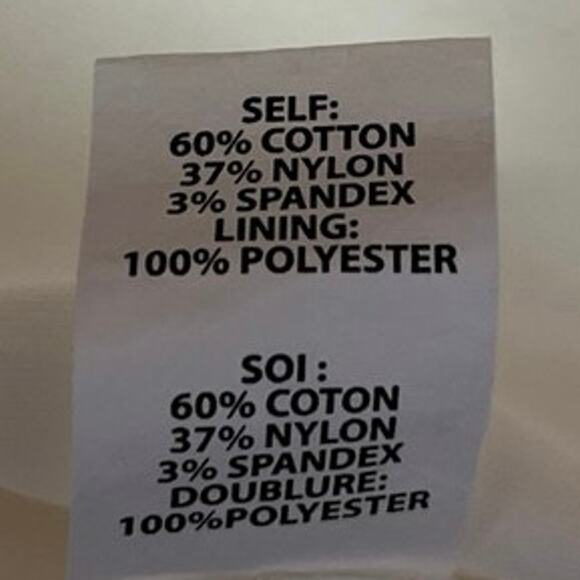 SELF:
60% COTTON
37% NYLON
3% SPANDEX
LINING:
100% POLYESTER
SOI :
60% COTON
37% NYLON
3% SPANDEX
DOUBLURE:
100%POLYESTER